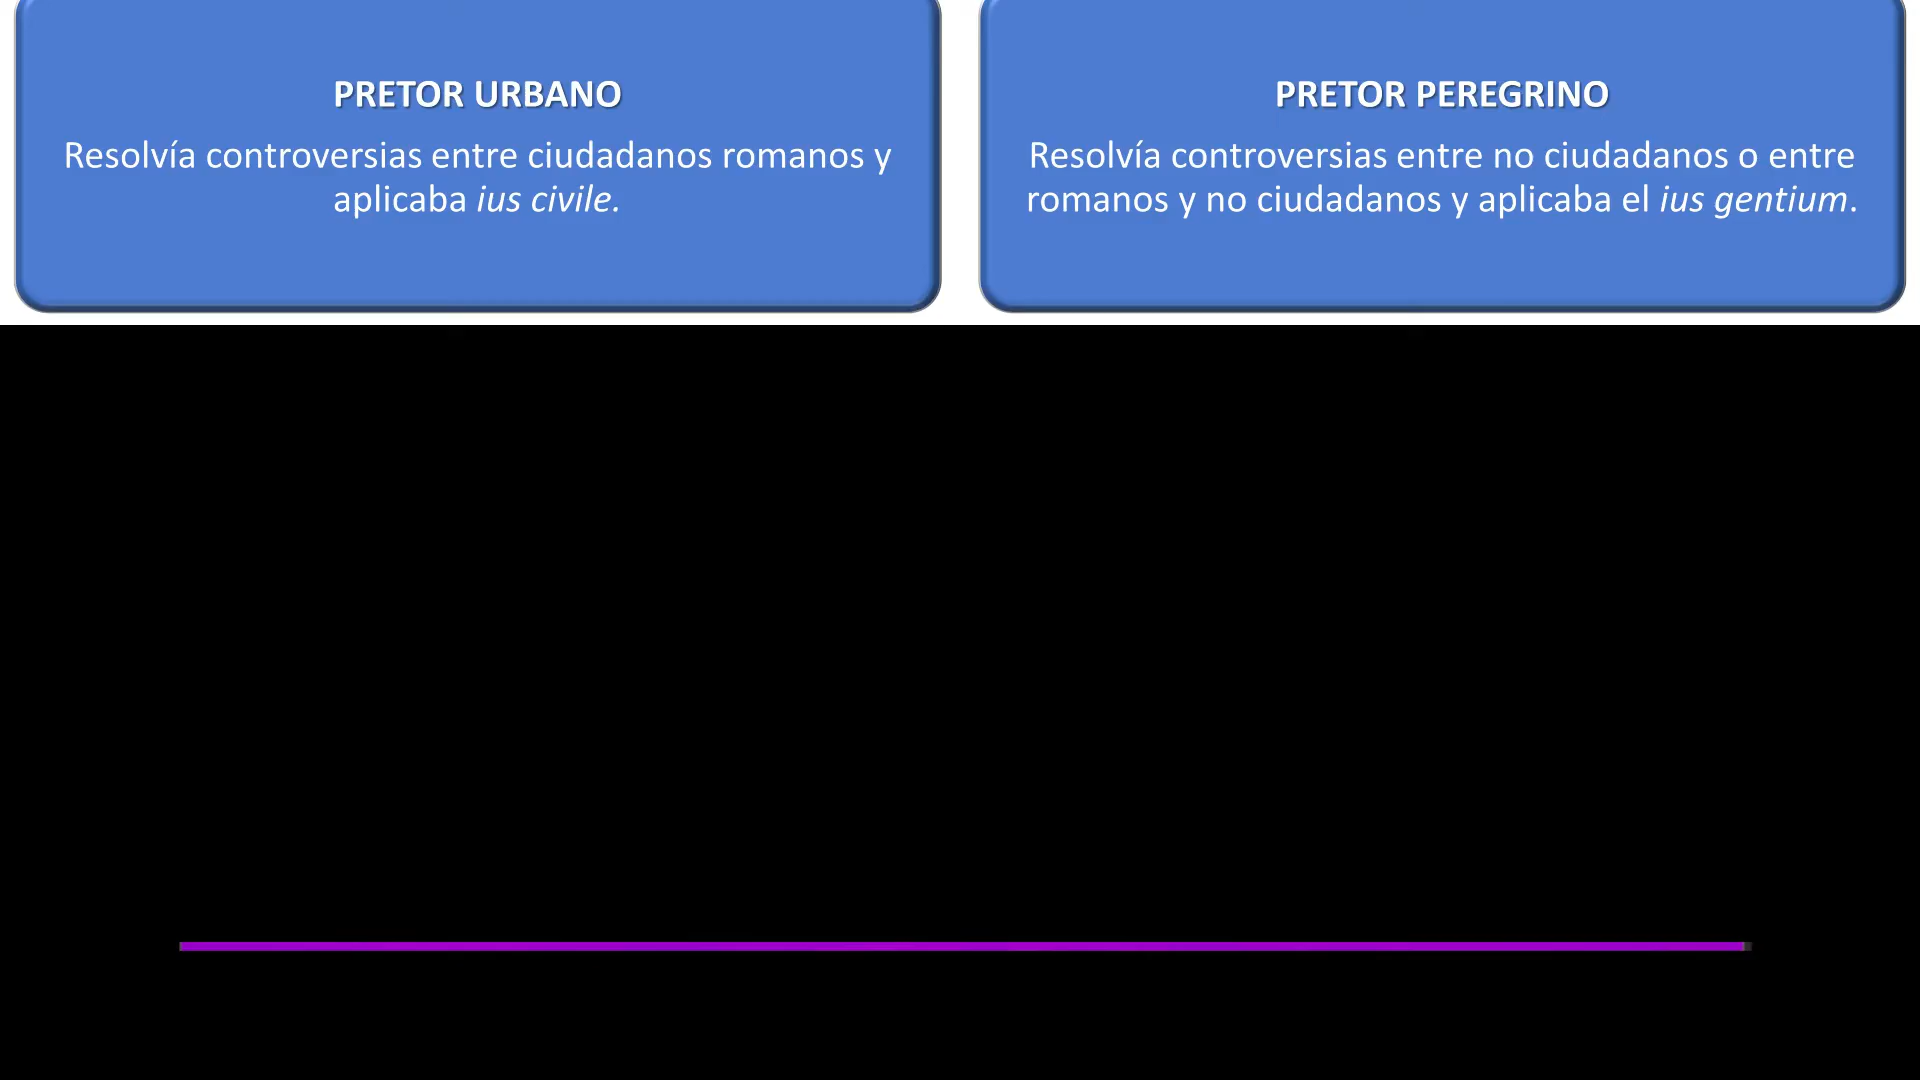 PRETOR URBANO
Resolvía controversias entre ciudadanos romanos y
aplicaba ius civile.
PRETOR PEREGRINO
Resolvía controversias entre no ciudadanos o entre
romanos y no ciudadanos y aplicaba el ius gentium.